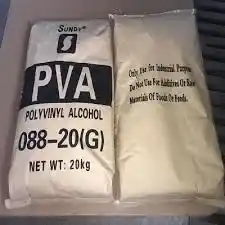 SUNDY
PVA
POLYVINYL ALCOHOL
088-20(G)
NET WT: 20kg
Only Use for Industrial Purpose
Do Not Use For Additives Or Raw
Materials Of Foods Or Feeds.